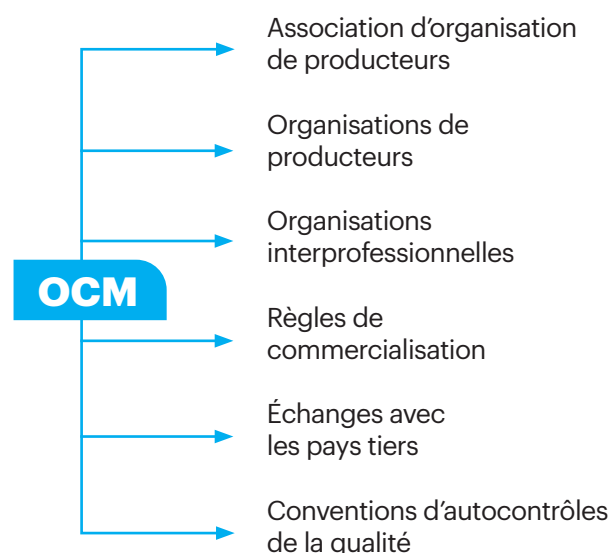 Association d’organisation
de producteurs
Organisations de
producteurs
Organisations
interprofessionnelles
OCM
Règles de
commercialisation
Échanges avec
les pays tiers
Conventions d’autocontrôles
de la qualité